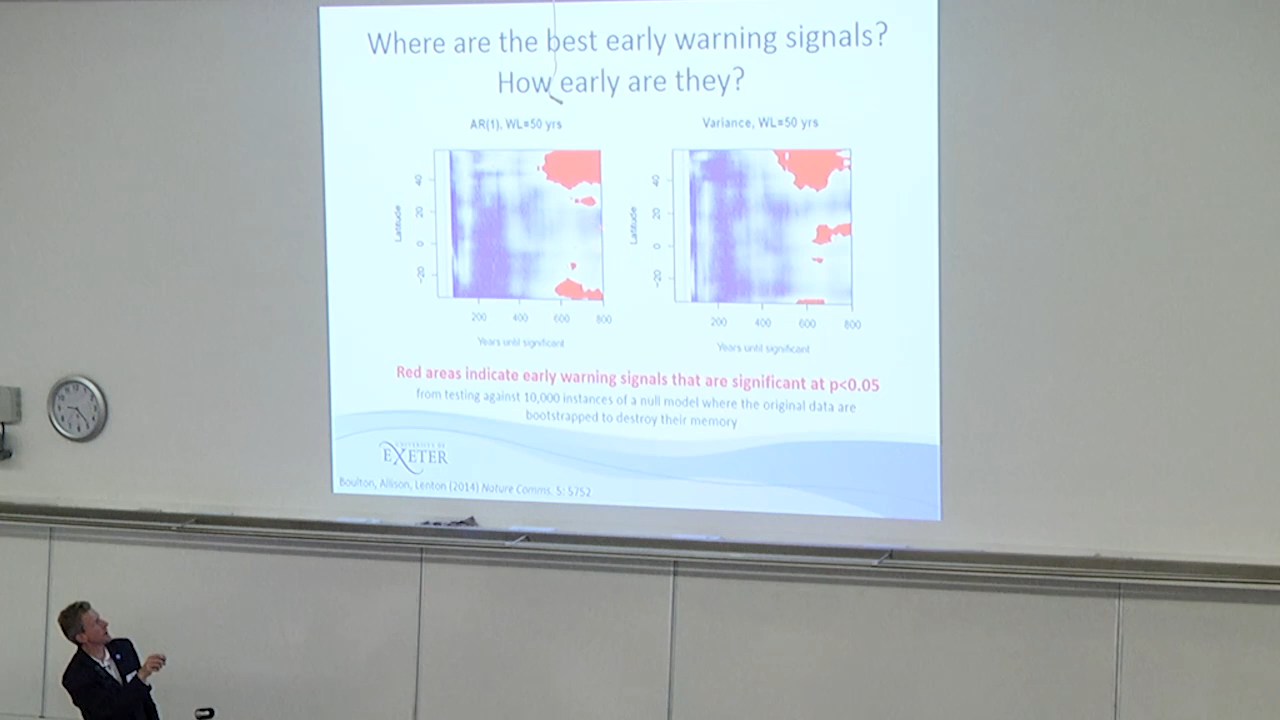 Where are the best early warning signals?
How early are they?
AR(1), WL=50 yrs
Latitude
40
20
0
-20
200 400 600 800
Years until significant
Variance, WL=50 yrs
Latitude
40
20
0
-20
200 400 600 800
Years until significant
Red areas indicate early warning signals that are significant at p<0.05
from testing against 10,000 instances of a null model where the original data are
bootstrapped to destroy their memory
UNIVERSITY OF
EXETER
Boulton, Allison, Lenton (2014) Nature Comms. 5: 5752